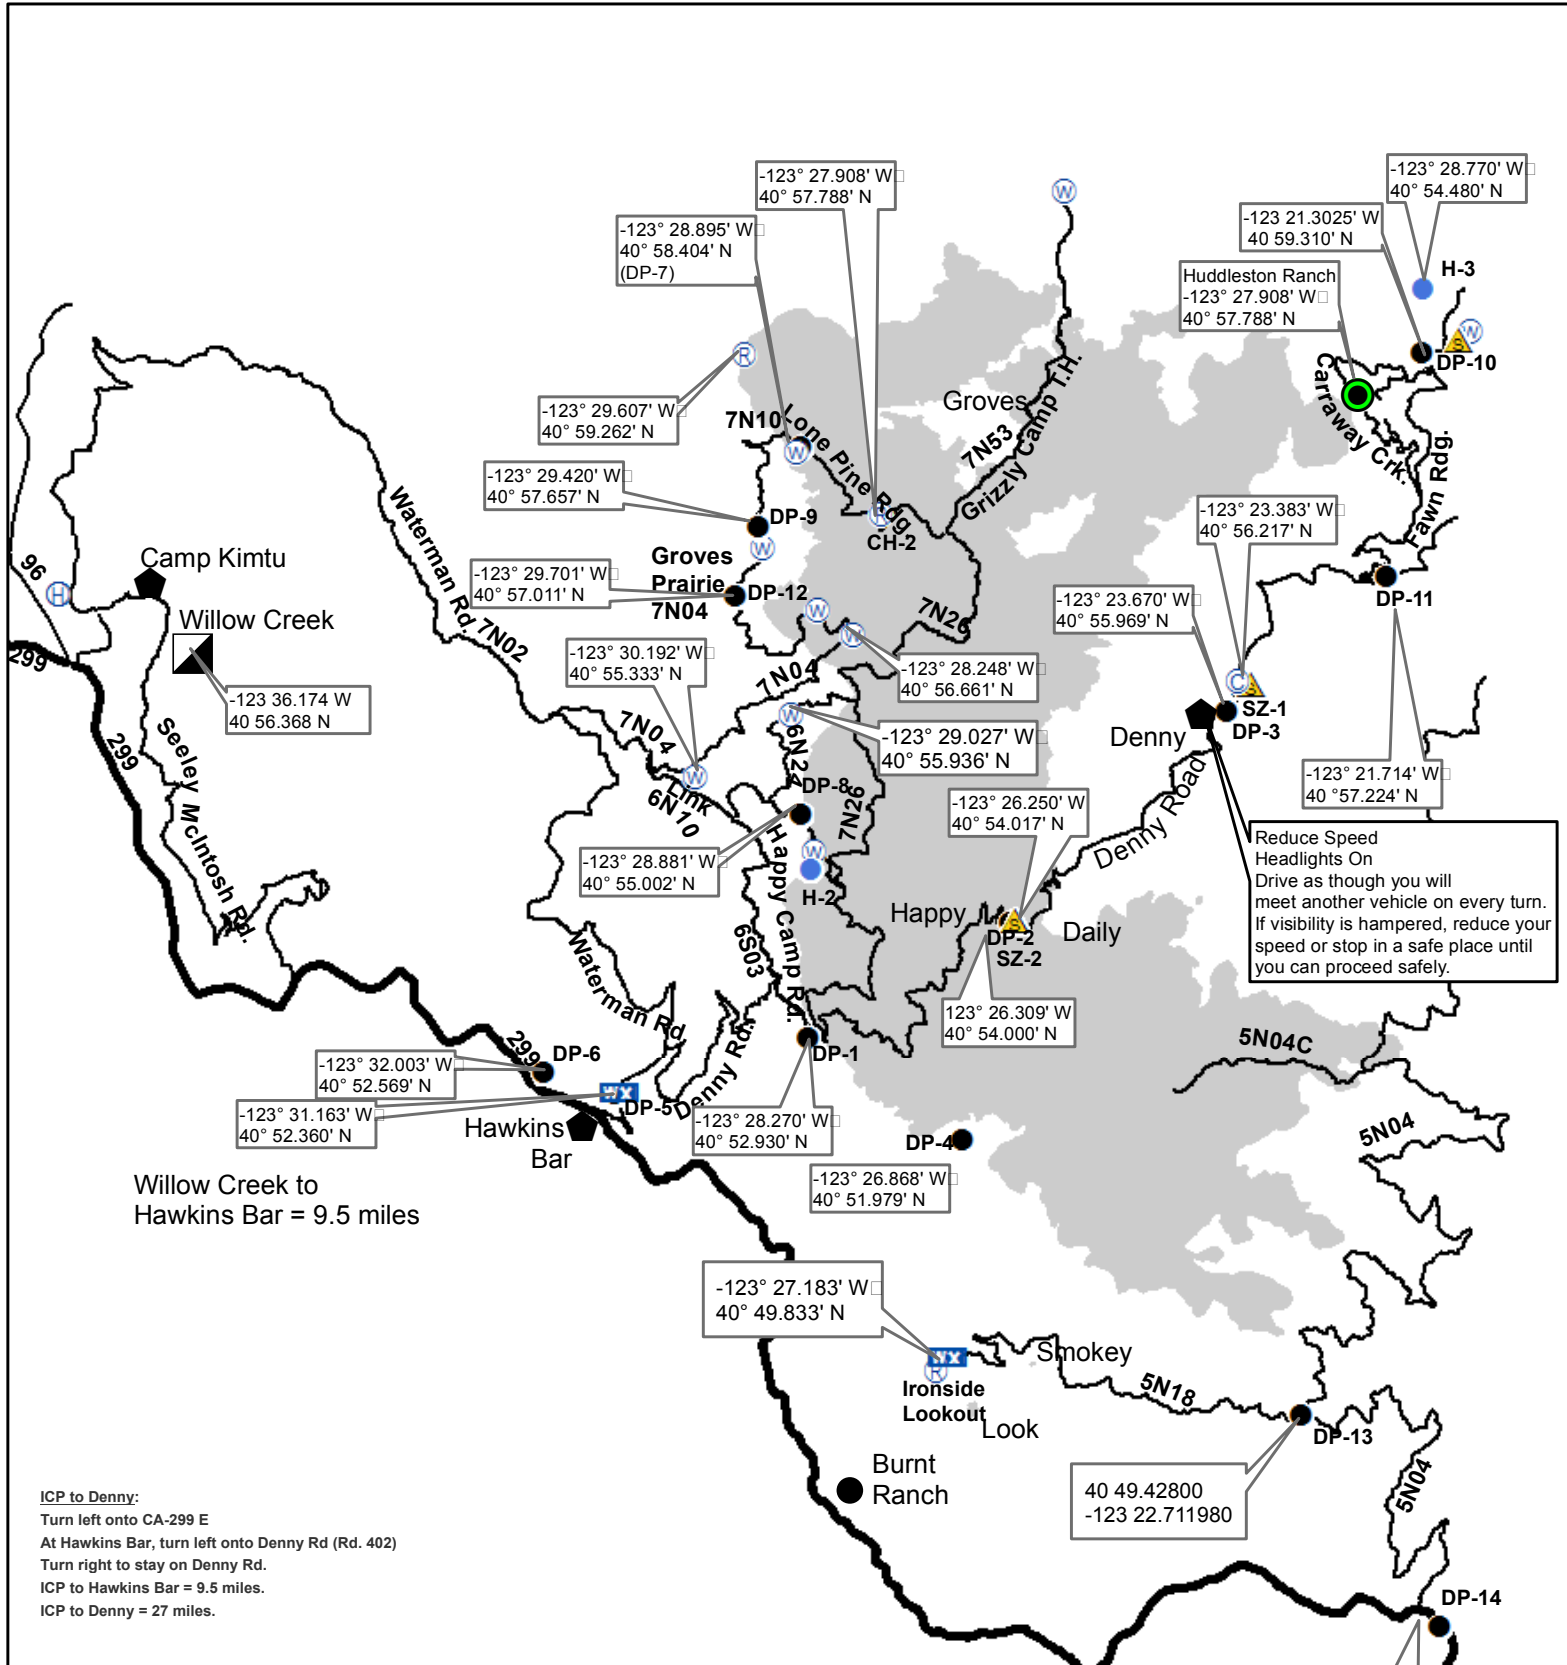 -123° 27.908' W
40° 57.788' N
-123° 28.770' W
40° 54.480' N
-123 21.3025' W
40 59.310' N
-123° 28.895' W
40° 58.404' N
(DP-7)
W
H-3
Huddleston Ranch
-123° 27.908' W
40° 57.788' N
W
S
DP-10
R
-123° 29.607' W
40° 59.262' N
7N10
Lone Pine Rdg
W
Groves
7N53
Grizzly Camp T.H.
Carraway Crk.
Fawn Rdg.
-123° 29.420' W
40° 57.657' N
DP-9
W
R
CH-2
-123° 23.383' W
40° 56.217' N
96
H
Camp Kimtu
Waterman Rd.
Groves
Prairie
7N04
-123° 29.701' W
40° 57.011' N
DP-12
DP-11
W
W
7N26
-123° 23.670' W
40° 55.969' N
Willow Creek
299
7N02
-123° 30.192' W
40° 55.333' N
7N04
-123° 28.248' W
40° 56.661' N
-123 36.174 W
40 56.368 N
C
S
SZ-1
DP-3
Denny
W
6N24
-123° 29.027' W
40° 55.936' N
7N04
299
Seeley McIntosh Rd.
W
Link
6N10
DP-8
7N26
-123° 21.714' W
40 °57.224' N
-123° 26.250' W
40° 54.017' N
Denny Road
Reduce Speed
Headlights On
Drive as though you will
meet another vehicle on every turn.
If visibility is hampered, reduce your
speed or stop in a safe place until
you can proceed safely.
-123° 28.881' W
40° 55.002' N
Happy Camp Rd.
W
H-2
Happy
S
DP-2
SZ-2
Daily
6S03
Waterman Rd
123° 26.309' W
40° 54.000' N
5N04C
299
DP-6
-123° 32.003' W
40° 52.569' N
Denny Rd.
DP-1
WX
DP-5
-123° 31.163' W
40° 52.360' N
Hawkins
Bar
-123° 28.270' W
40° 52.930' N
DP-4
5N04
-123° 26.868' W
40° 51.979' N
Willow Creek to
Hawkins Bar = 9.5 miles
-123° 27.183' W
40° 49.833' N
WX
R
Ironside
Lookout
Smokey
5N18
Look
DP-13
Burnt
Ranch
40 49.42800
-123 22.711980
5N04
ICP to Denny:
Turn left onto CA-299 E
At Hawkins Bar, turn left onto Denny Rd (Rd. 402)
Turn right to stay on Denny Rd.
ICP to Hawkins Bar = 9.5 miles.
ICP to Denny = 27 miles.
DP-14